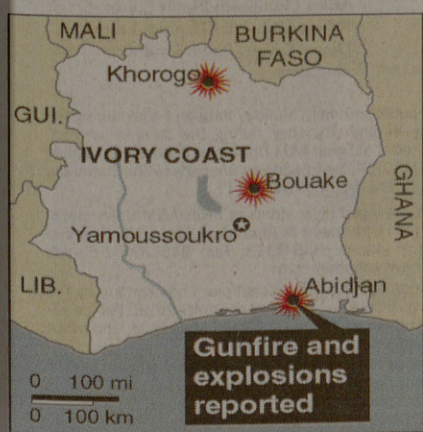 MALI
BURKINA
FASO
Khorogo
GUI.
IVORY COAST
Bouake
GHANA
Yamoussoukro
LIB.
Abidjan
Gunfire and
explosions
reported
0 100 mi
0 100 km